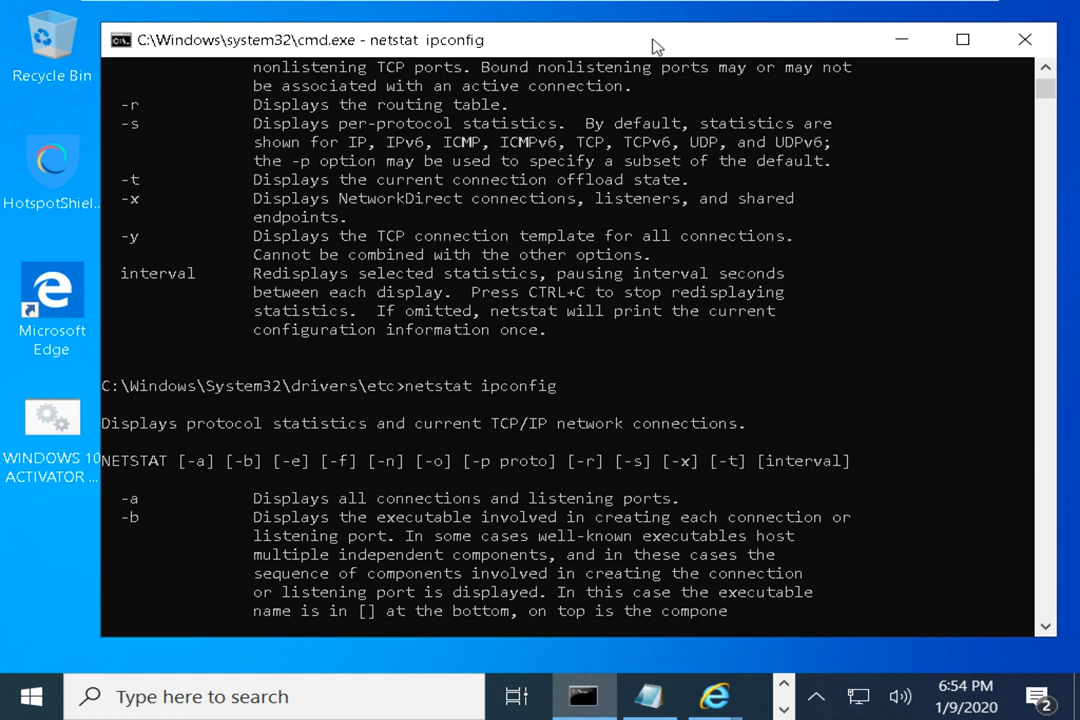 C:\Windows\system32\cmd.exe - netstat ipconfig
Recycle Bin
HotspotShiel...
Microsoft
Edge
WINDOWS 10
ACTIVATOR ...
nonlistening TCP ports. Bound nonlistening ports may or may not
be associated with an active connection.
-r Displays the routing table.
-s Displays per-protocol statistics. By default, statistics are
shown for IP, IPv6, ICMP, ICMPv6, TCP, TCPv6, UDP, and UDPv6;
the -p option may be used to specify a subset of the default.
-t Displays the current connection offload state.
-x Displays NetworkDirect connections, listeners, and shared
endpoints.
-y Displays the TCP connection template for all connections.
Cannot be combined with the other options.
interval Redisplays selected statistics, pausing interval seconds
between each display. Press CTRL+C to stop redisplaying
statistics. If omitted, netstat will print the current
configuration information once.
C:\Windows\System32\drivers\etc>netstat ipconfig
Displays protocol statistics and current TCP/IP network connections.
NETSTAT [-a] [-b] [-e] [-f] [-n] [-o] [-p proto] [-r] [-s] [-x] [-t] [interval]
-a Displays all connections and listening ports.
-b Displays the executable involved in creating each connection or
listening port. In some cases well-known executables host
multiple independent components, and in these cases the
sequence of components involved in creating the connection
or listening port is displayed. In this case the executable
name is in [] at the bottom, on top is the compone
Type here to search
6:54 PM
1/9/2020
2